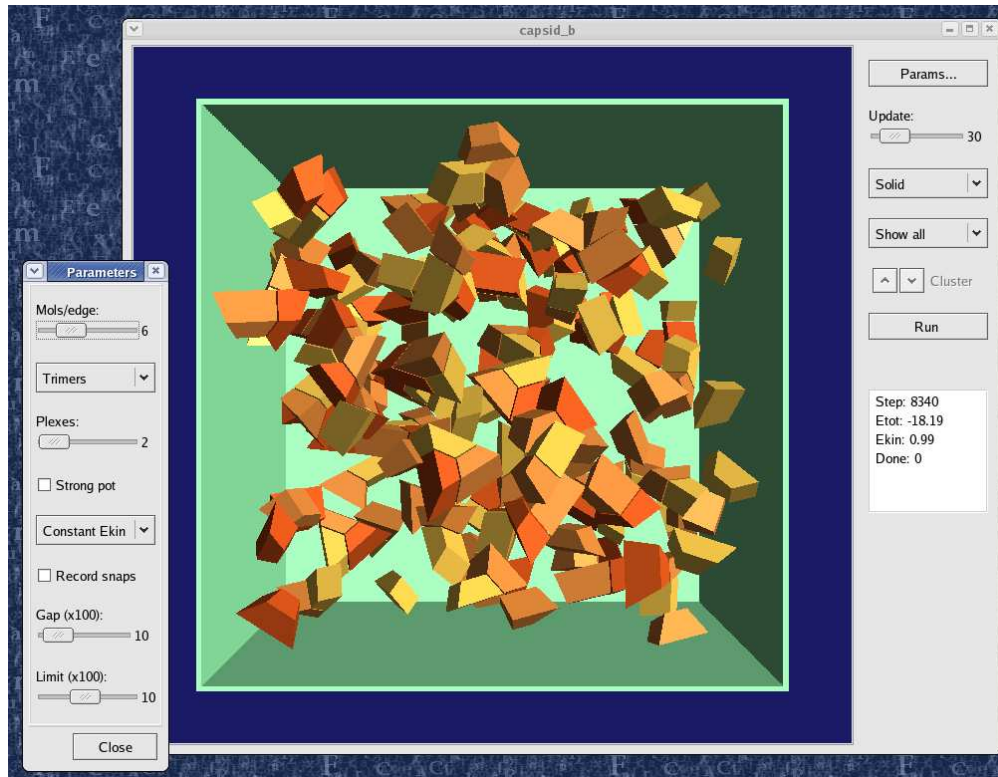 capsid_b
Params...
Update:
30
Solid
Show all
Cluster
Run
Step: 8340
Etot: -18.19
Ekin: 0.99
Done: 0
Parameters
Mols/edge:
6
Trimers
Plexes:
2
Strong pot
Constant Ekin
Record snaps
Gap (x100):
10
Limit (x100):
10
Close